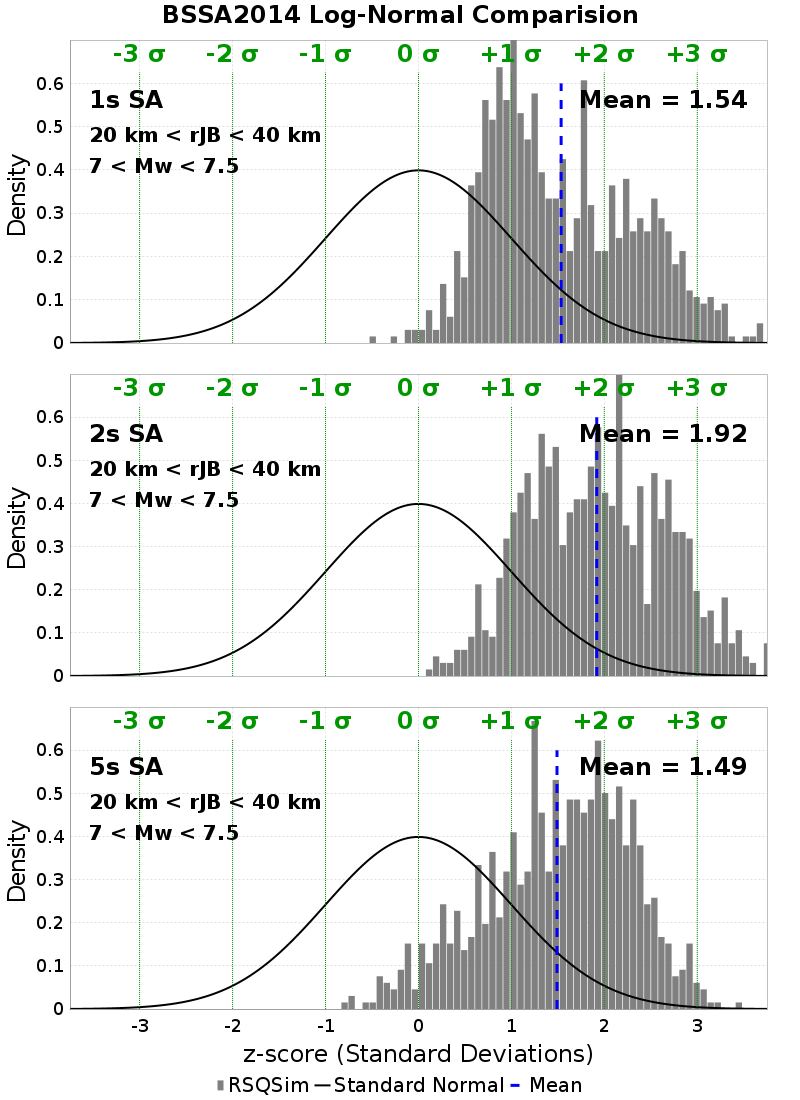 BSSA2014 Log-Normal Comparision
-3 σ -2 σ -1 σ 0 σ +1 σ +2 σ +3 σ
1s SA
Mean = 1.54
20 km < rJB < 40 km
7 < Mw < 7.5
Density
0.6
0.5
0.4
0.3
0.2
0.1
0
-3 σ -2 σ -1 σ 0 σ +1 σ +2 σ +3 σ
2s SA
Mean = 1.92
20 km < rJB < 40 km
7 < Mw < 7.5
Density
0.6
0.5
0.4
0.3
0.2
0.1
0
-3 σ -2 σ -1 σ 0 σ +1 σ +2 σ +3 σ
5s SA
Mean = 1.49
20 km < rJB < 40 km
7 < Mw < 7.5
Density
0.6
0.5
0.4
0.3
0.2
0.1
0
-3 -2 -1 0 1 2 3
z-score (Standard Deviations)
RSQSim Standard Normal Mean